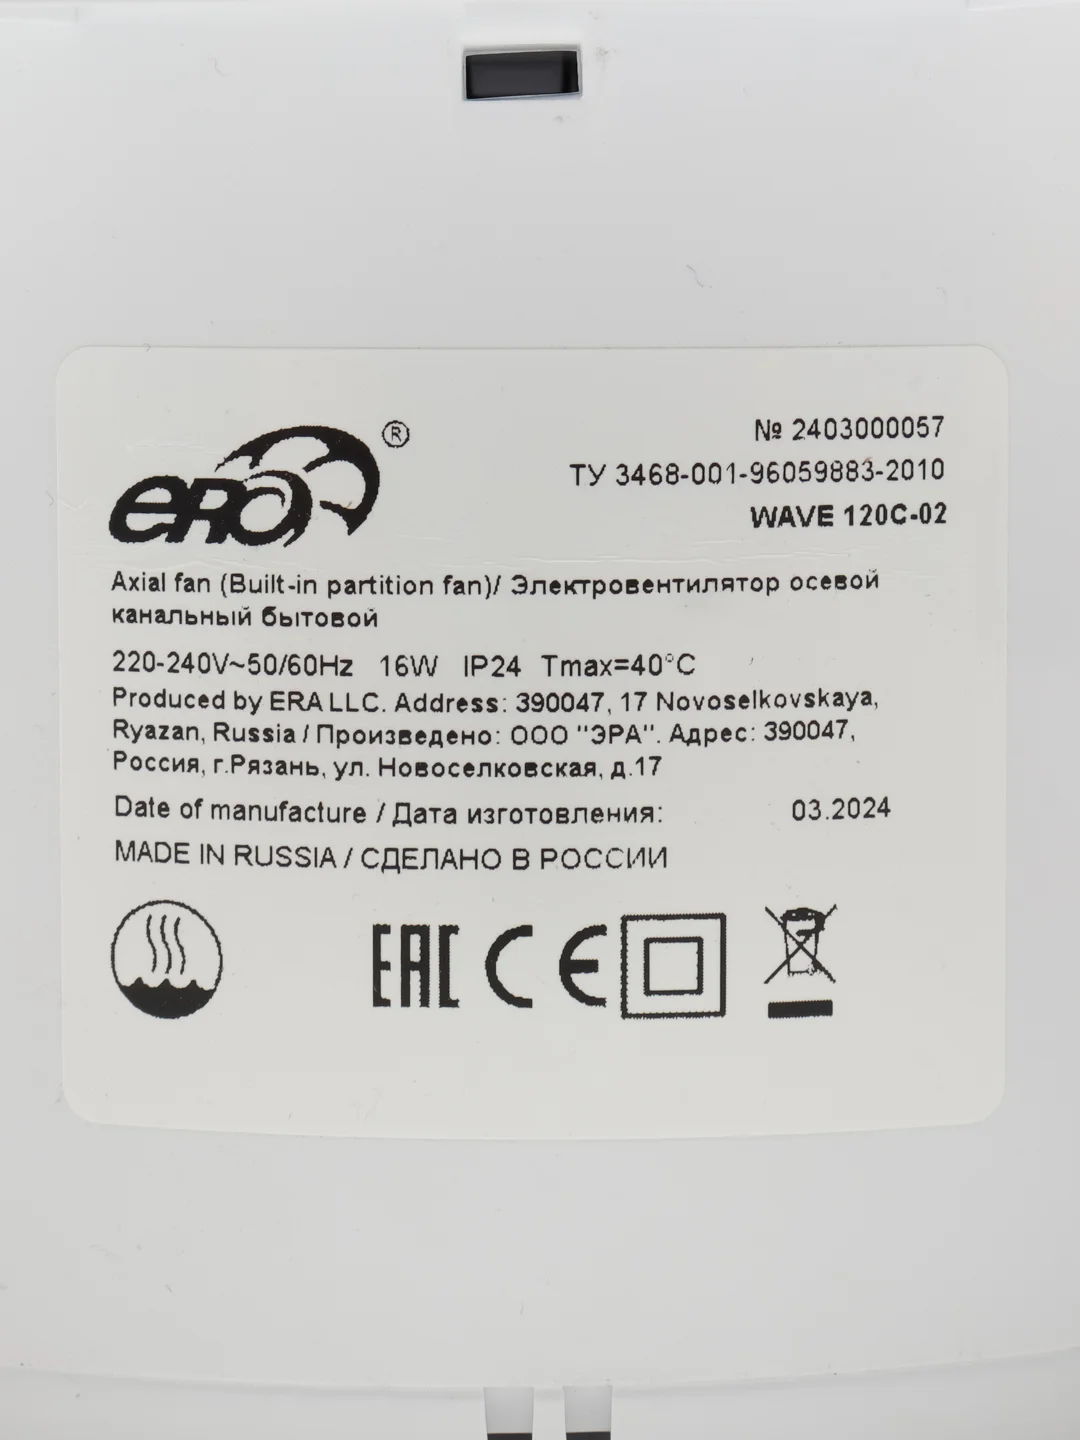 ERA ®
№ 2403000057
ТУ 3468-001-96059883-2010
WAVE 120C-02
Axial fan (Built-in partition fan)/ Электровентилятор осевой
канальный бытовой
220-240V~50/60Hz 16W IP24 Tmax=40°C
Produced by ERA LLC. Address: 390047, 17 Novoselkovskaya,
Ryazan, Russia / Произведено: ООО "ЭРА". Адрес: 390047,
Россия, г.Рязань, ул. Новоселковская, д.17
Date of manufacture / Дата изготовления: 03.2024
MADE IN RUSSIA / СДЕЛАНО В РОССИИ
EAC CE